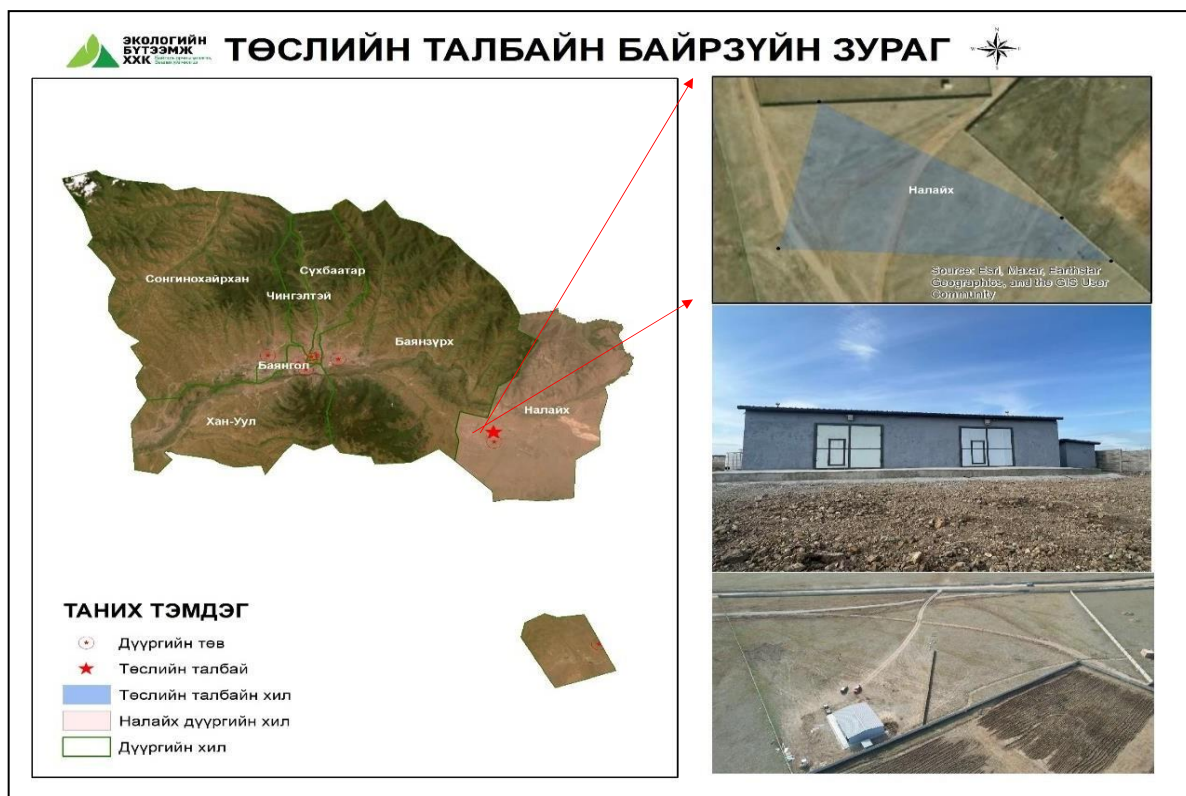 ЭКОЛОГИЙН
БҮТЭЭМЖ
ХХК
ТӨСЛИЙН ТАЛБАЙН БАЙРЗҮЙН ЗУРАГ
N
Сонгинохайрхан
Сүхбаатар
Чингэлтэй
Баянзүрх
Баянгол
Хан-Уул
Налайх
ТАНИХ ТЭМДЭГ
Дүүргийн төв
Төслийн талбай
Төслийн талбайн хил
Налайх дүүргийн хил
Дүүргийн хил
Налайх
Source: Esri, Maxar, Earthstar
Geographics, and the GIS User
Community